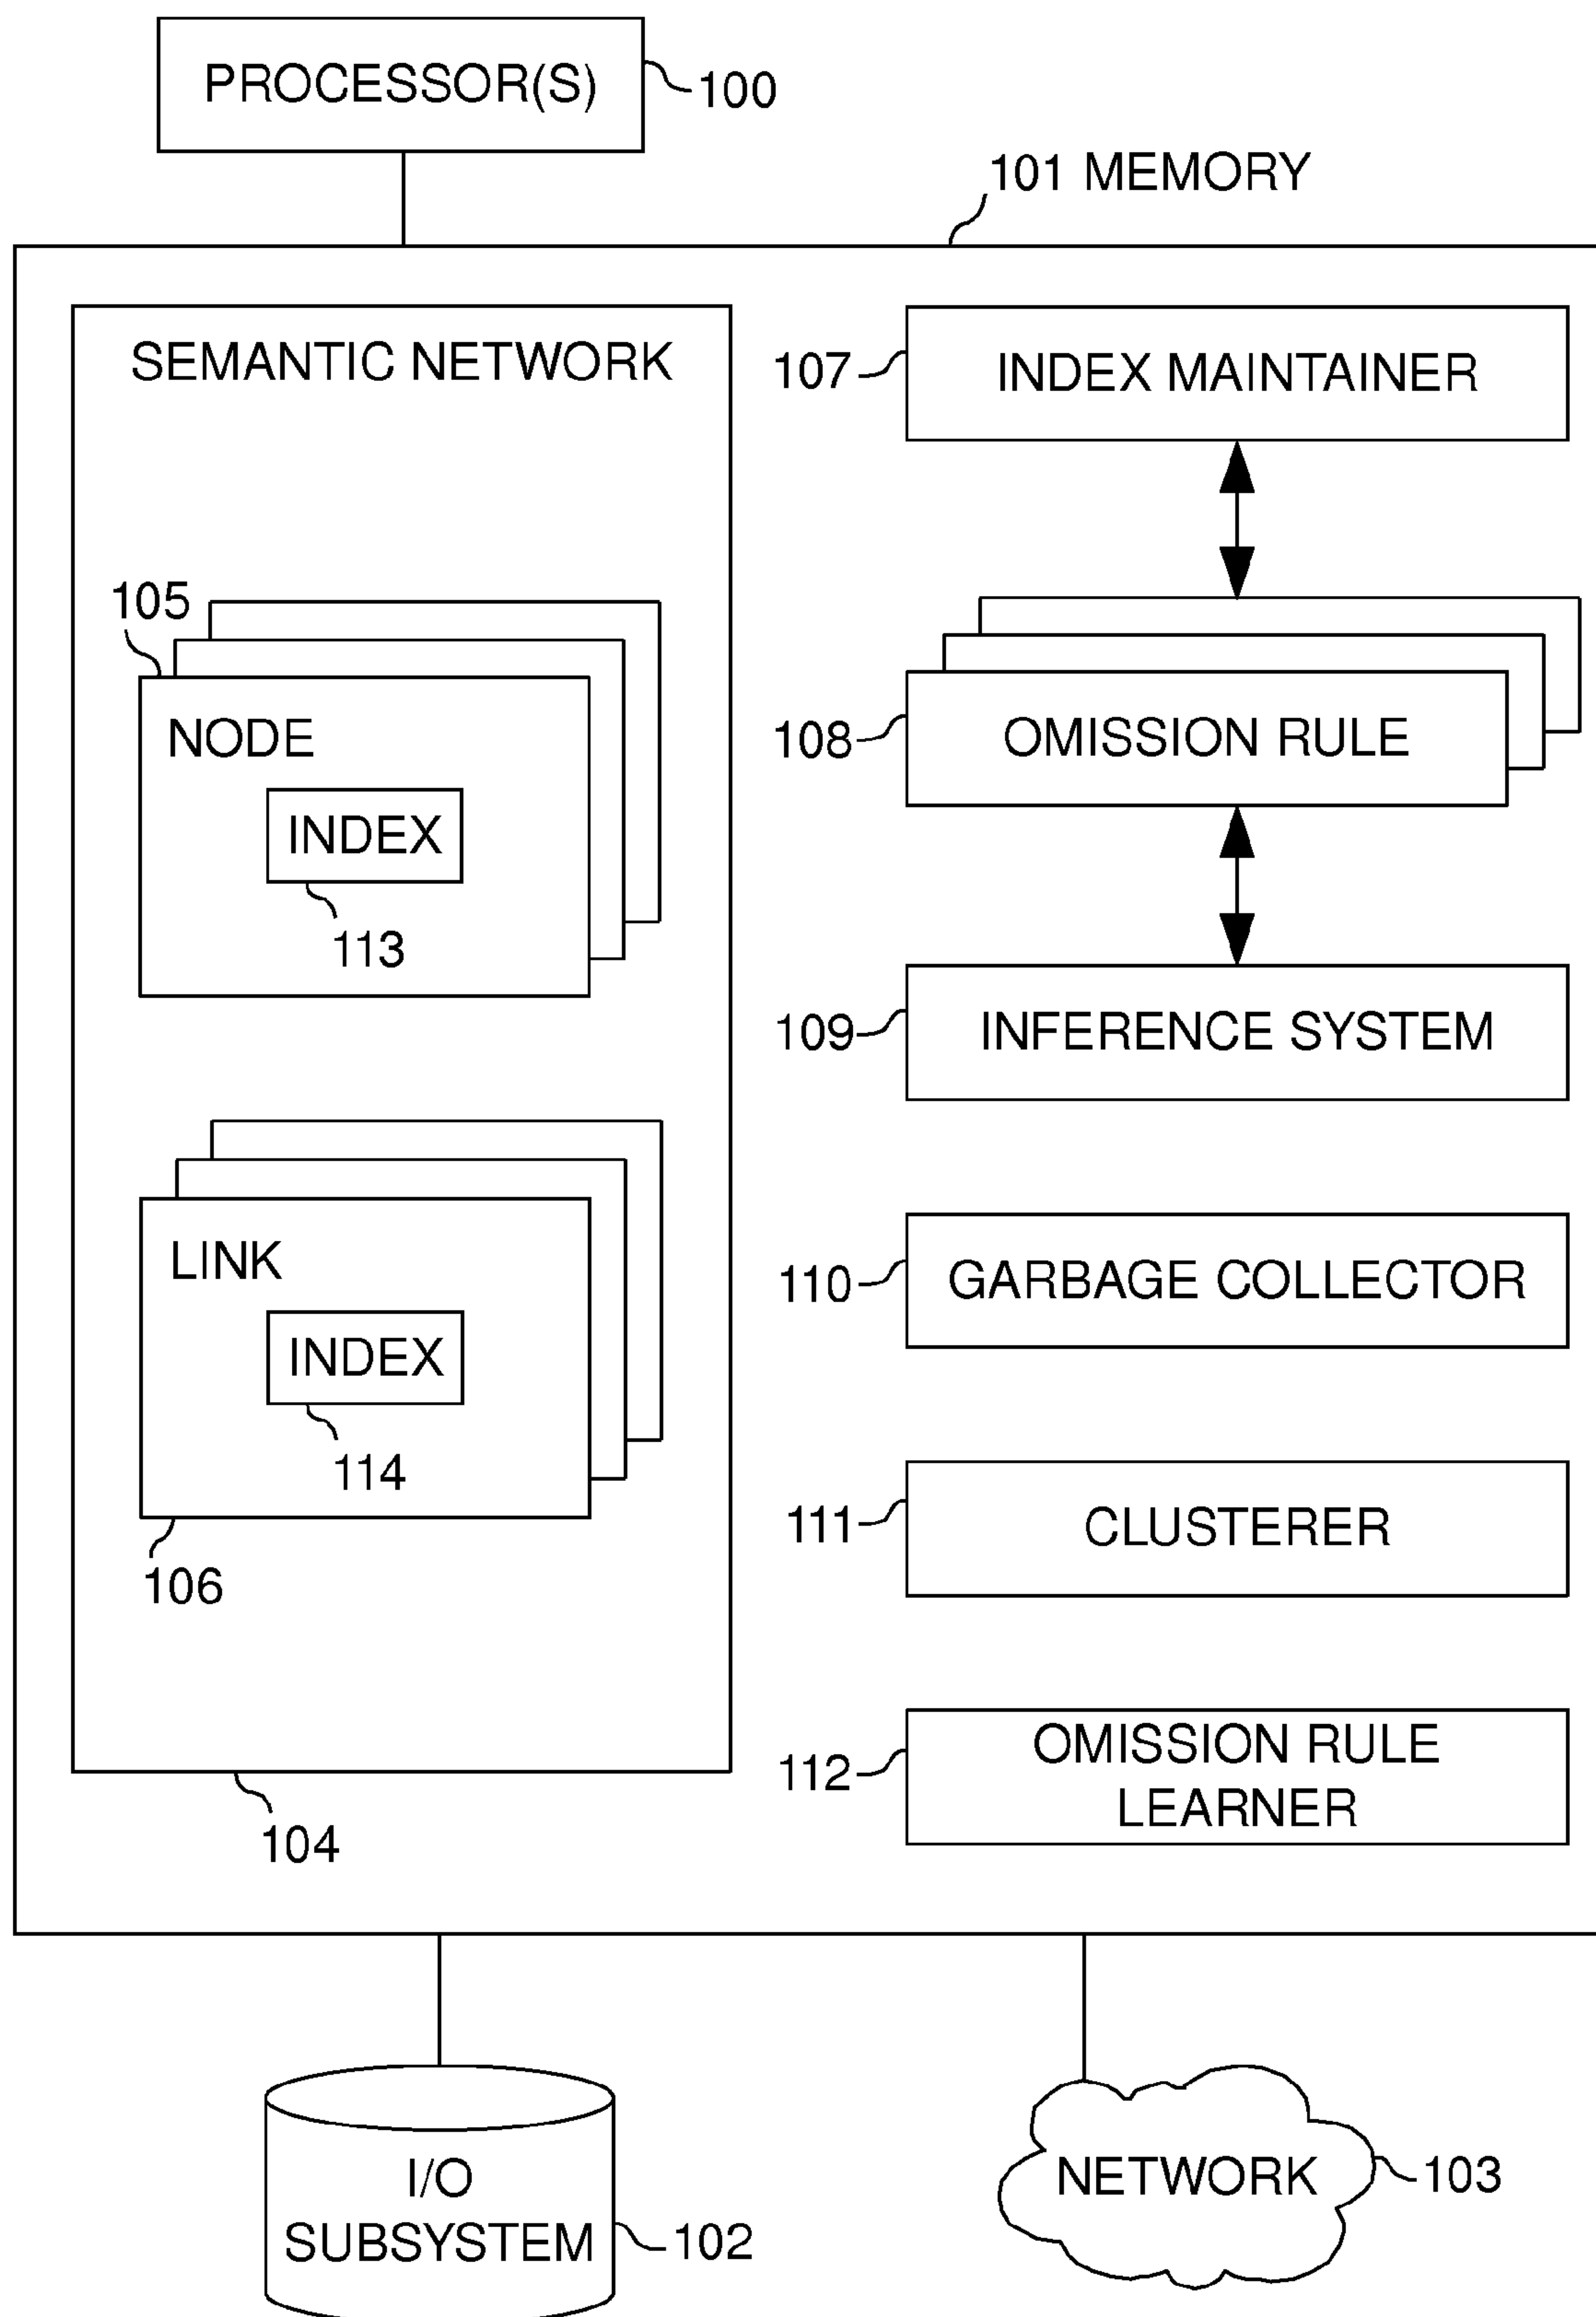 PROCESSOR(S)
100
101 MEMORY
SEMANTIC NETWORK
105
NODE
INDEX
113
LINK
INDEX
114
106
104
107
INDEX MAINTAINER
108
OMISSION RULE
109
INFERENCE SYSTEM
110
GARBAGE COLLECTOR
111
CLUSTERER
112
OMISSION RULE
LEARNER
I/O
SUBSYSTEM
102
NETWORK
103